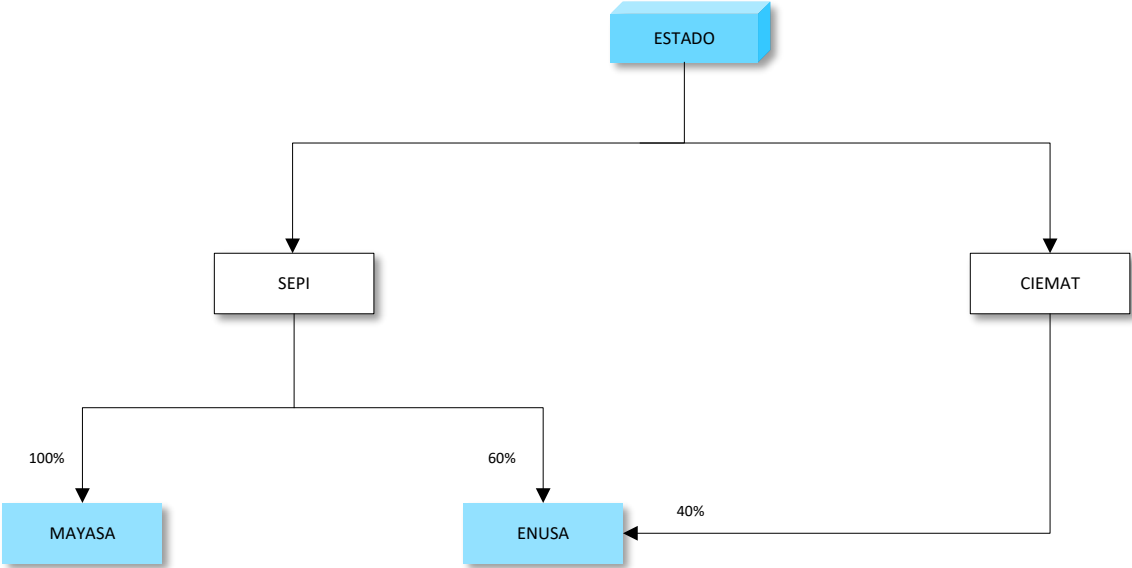 ESTADO
SEPI
CIEMAT
100%
60%
40%
MAYASA
ENUSA